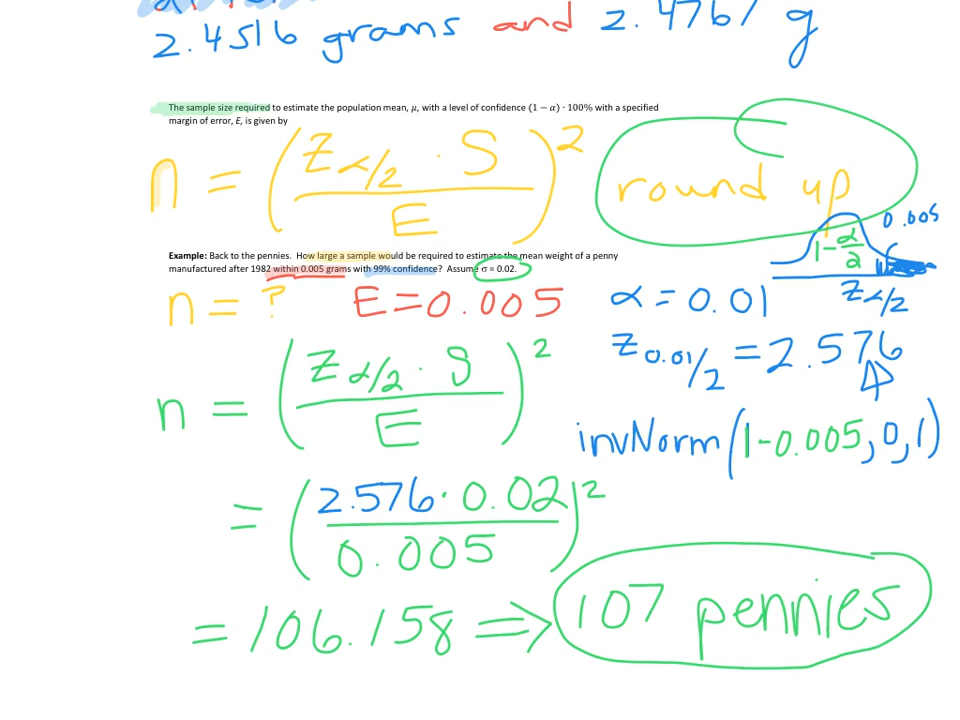 2.4516 grams and 2.4767 g
The sample size required to estimate the population mean, μ, with a level of confidence (1 − α) · 100% with a specified
margin of error, E, is given by
n = (Zα/2 · S / E)² round up
0.005
1-α/2
Zα/2
Example: Back to the pennies. How large a sample would be required to estimate the mean weight of a penny
manufactured after 1982 within 0.005 grams with 99% confidence? Assume σ = 0.02.
n = ? E = 0.005 α = 0.01
Z0.01/2 = 2.576
n = (Zα/2 · S / E)²
invNorm(1-0.005,0,1)
= (2.576 · 0.02 / 0.005)²
= 106.158 ⇒ 107 pennies